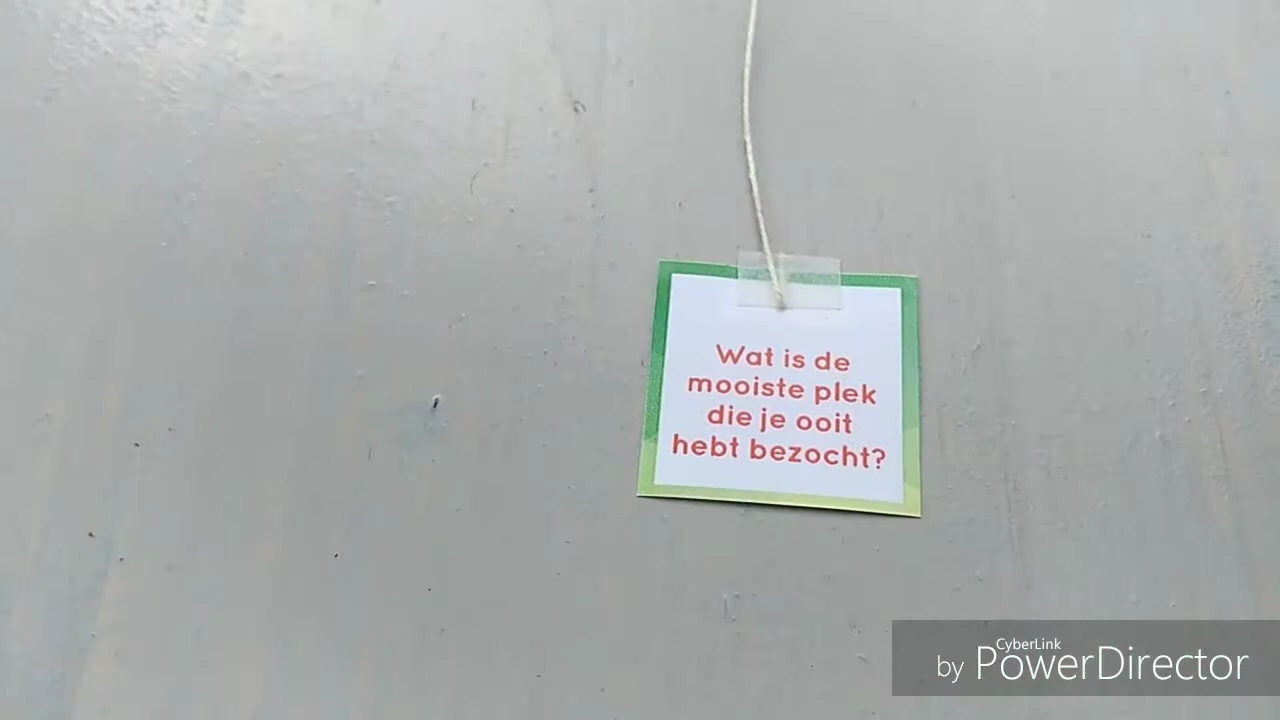 Wat is de
mooiste plek
die je ooit
hebt bezocht?
CyberLink
by PowerDirector